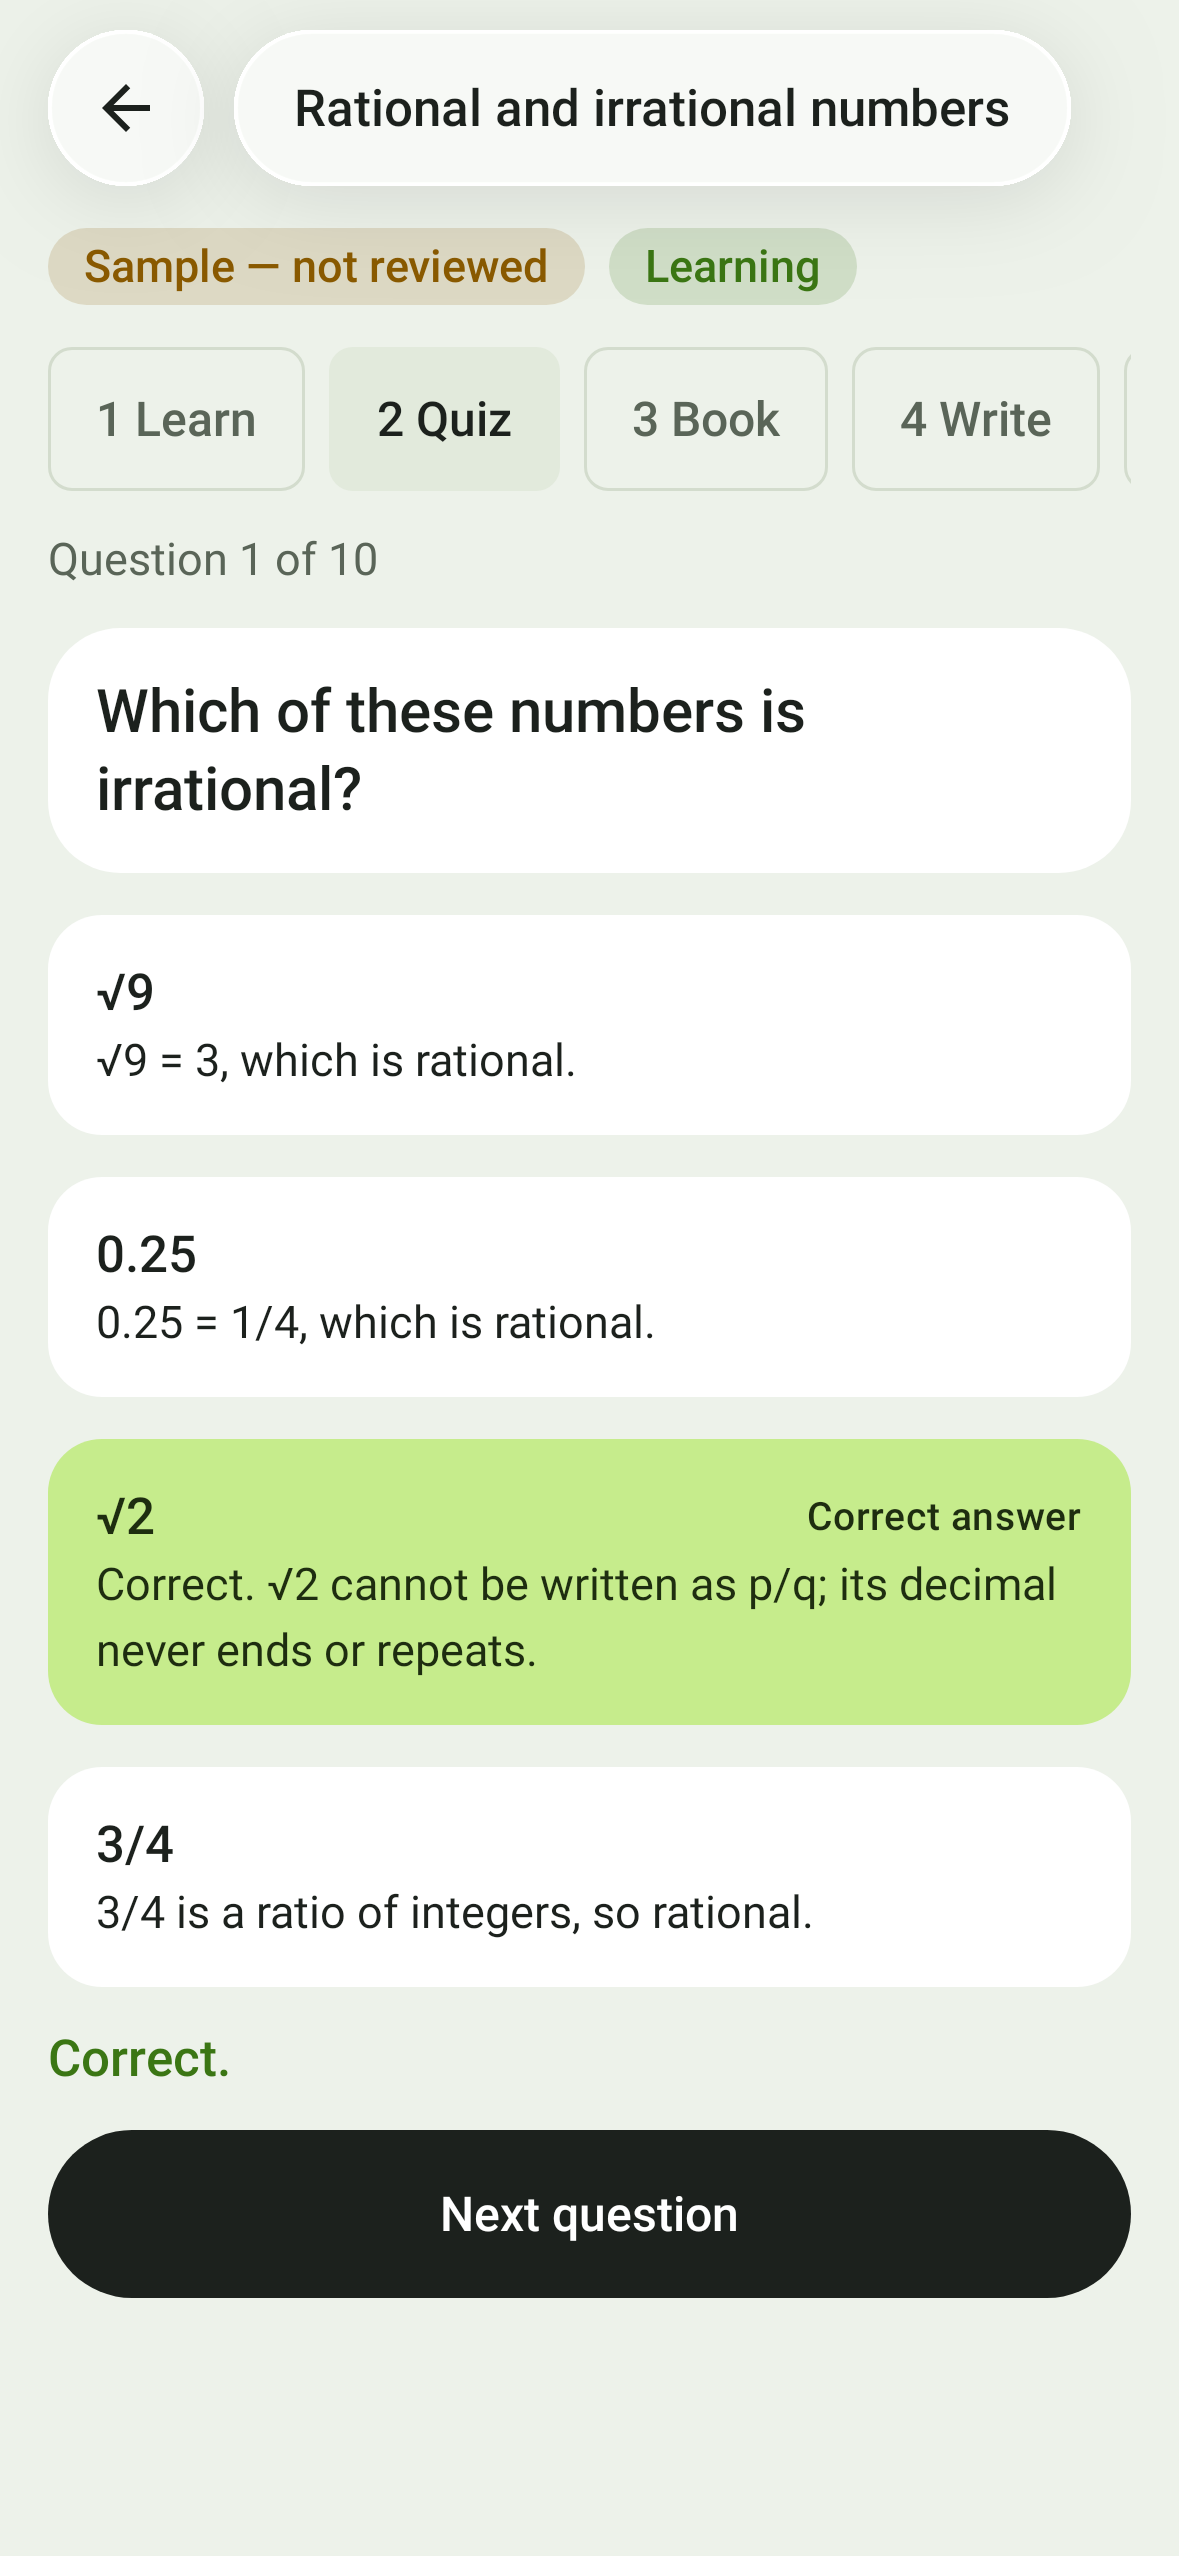 Rational and irrational numbers
Sample — not reviewed
Learning
1 Learn
2 Quiz
3 Book
4 Write
Question 1 of 10
Which of these numbers is
irrational?
√9
√9 = 3, which is rational.
0.25
0.25 = 1/4, which is rational.
√2
Correct answer
Correct. √2 cannot be written as p/q; its decimal
never ends or repeats.
3/4
3/4 is a ratio of integers, so rational.
Correct.
Next question